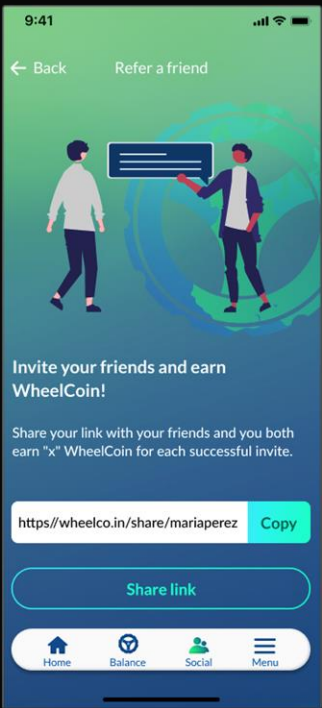 9:41
← Back Refer a friend
Invite your friends and earn
WheelCoin!
Share your link with your friends and you both
earn "x" WheelCoin for each successful invite.
https//wheelco.in/share/mariaperez Copy
Share link
Home Balance Social Menu